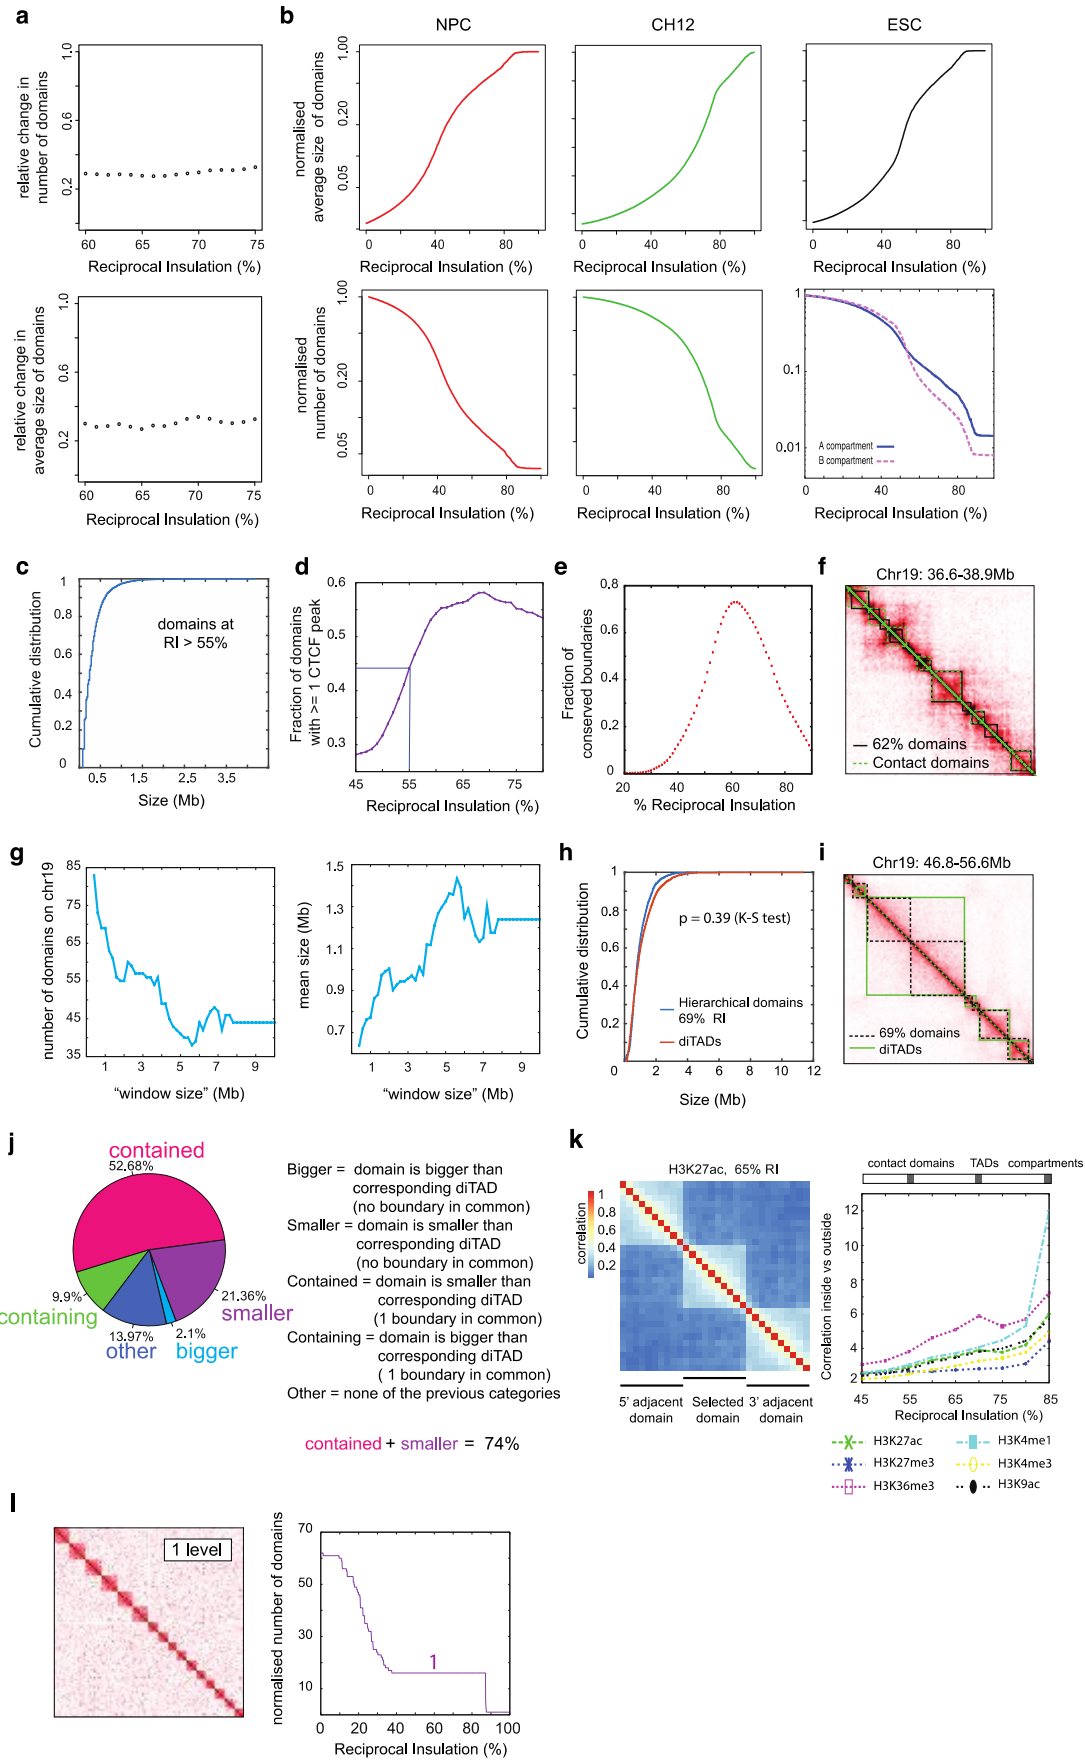 a
relative change in
number of domains
1.0
0.6
0.2
60 65 70 75
Reciprocal Insulation (%)
relative change in
average size of domains
1.0
0.6
0.2
60 65 70 75
Reciprocal Insulation (%)
b
NPC
CH12
ESC
normalised
average size of domains
1.00
0.20
0.05
0 40 80
Reciprocal Insulation (%)
0 40 80
Reciprocal Insulation (%)
0 40 80
Reciprocal Insulation (%)
normalised
number of domains
1.00
0.20
0.05
0 40 80
Reciprocal Insulation (%)
0 40 80
Reciprocal Insulation (%)
1
0.1
0.01
A compartment
B compartment
0 40 80
Reciprocal Insulation (%)
c
Cumulative distribution
1
0.8
0.6
0.4
0.2
0
domains at
RI > 55%
0.5 1.5 2.5 3.5
Size (Mb)
d
Fraction of domains
with >= 1 CTCF peak
0.6
0.5
0.4
0.3
45 55 65 75
Reciprocal Insulation (%)
e
Fraction of
conserved boundaries
0.8
0.6
0.4
0.2
0
20 40 60 80
% Reciprocal Insulation
f
Chr19: 36.6-38.9Mb
62% domains
Contact domains
g
number of domains on chr19
85
75
65
55
45
35
1 3 5 7 9
“window size” (Mb)
mean size (Mb)
1.5
1.3
1.1
0.9
0.7
1 3 5 7 9
“window size” (Mb)
h
Cumulative distribution
1
0.8
0.6
0.4
0.2
0
p = 0.39 (K-S test)
Hierarchical domains
69% RI
diTADs
0 2 4 6 8 10 12
Size (Mb)
i
Chr19: 46.8-56.6Mb
69% domains
diTADs
j
contained
52.68%
9.9%
containing
13.97%
other
2.1%
bigger
21.36%
smaller
Bigger = domain is bigger than
corresponding diTAD
(no boundary in common)
Smaller = domain is smaller than
corresponding diTAD
(no boundary in common)
Contained = domain is smaller than
corresponding diTAD
(1 boundary in common)
Containing = domain is bigger than
corresponding diTAD
( 1 boundary in common)
Other = none of the previous categories
contained + smaller = 74%
k
H3K27ac, 65% RI
correlation
1
0.8
0.6
0.4
0.2
5’ adjacent
domain
Selected
domain
3’ adjacent
domain
contact domains TADs compartments
Correlation inside vs outside
12
10
8
6
4
2
45 55 65 75 85
Reciprocal Insulation (%)
H3K27ac
H3K27me3
H3K36me3
H3K4me1
H3K4me3
H3K9ac
l
1 level
normalised number of domains
70
50
30
10
1
0 20 40 60 80 100
Reciprocal Insulation (%)